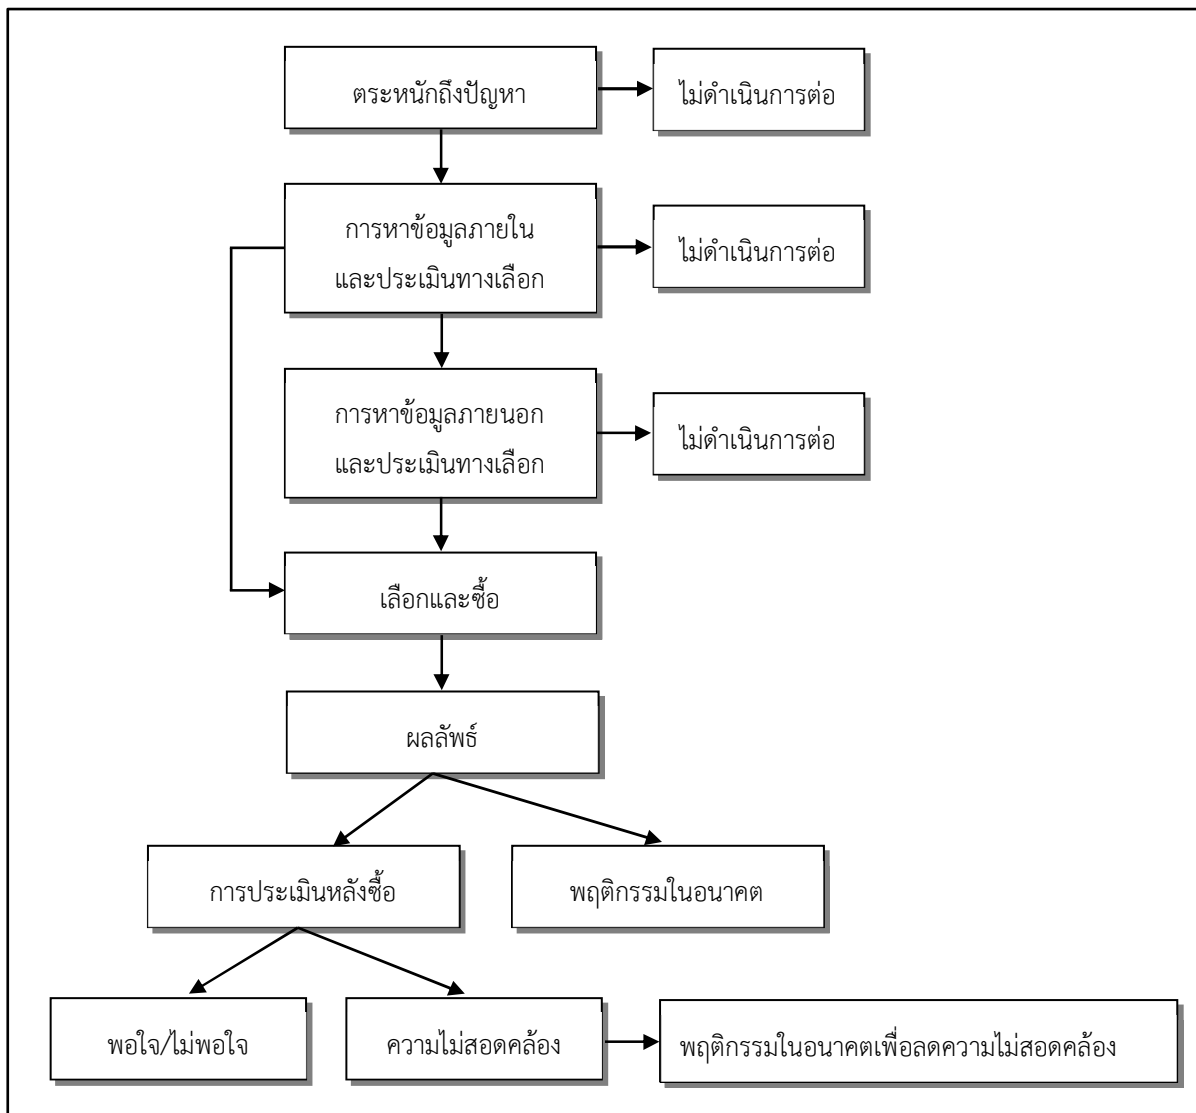 ตระหนักถึงปัญหา
ไม่ดำเนินการต่อ
การหาข้อมูลภายใน
และประเมินทางเลือก
ไม่ดำเนินการต่อ
การหาข้อมูลภายนอก
และประเมินทางเลือก
ไม่ดำเนินการต่อ
เลือกและซื้อ
ผลลัพธ์
การประเมินหลังซื้อ
พฤติกรรมในอนาคต
พอใจ/ไม่พอใจ
ความไม่สอดคล้อง
พฤติกรรมในอนาคตเพื่อลดความไม่สอดคล้อง